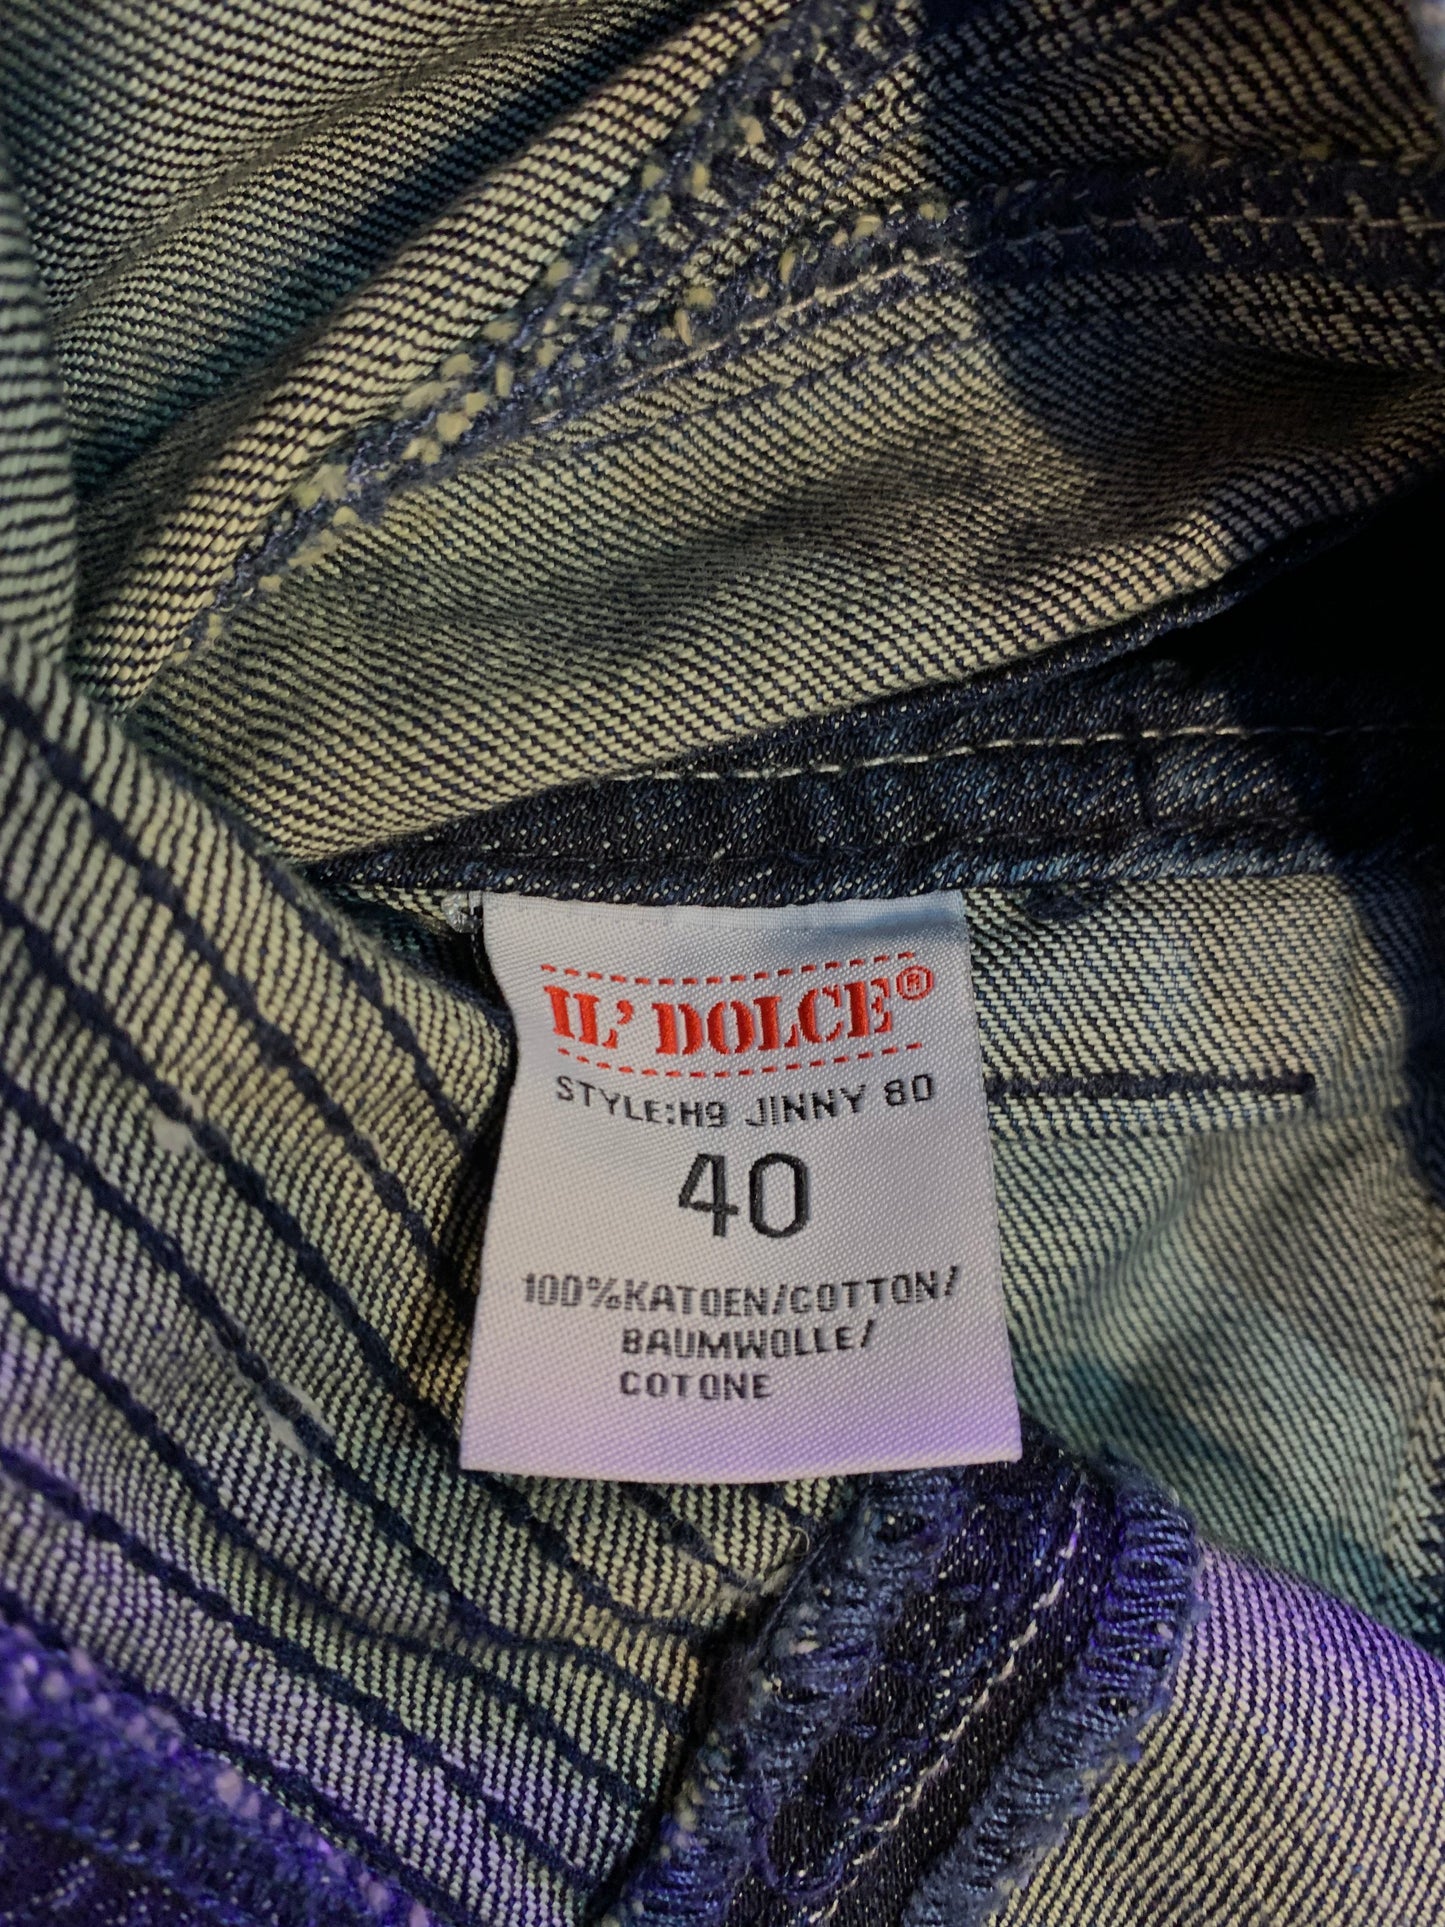 IL' DOLCE®
STYLE:H9 JINNY 80
40
100%KATOEN/COTTON/
BAUMWOLLE/
COTONE